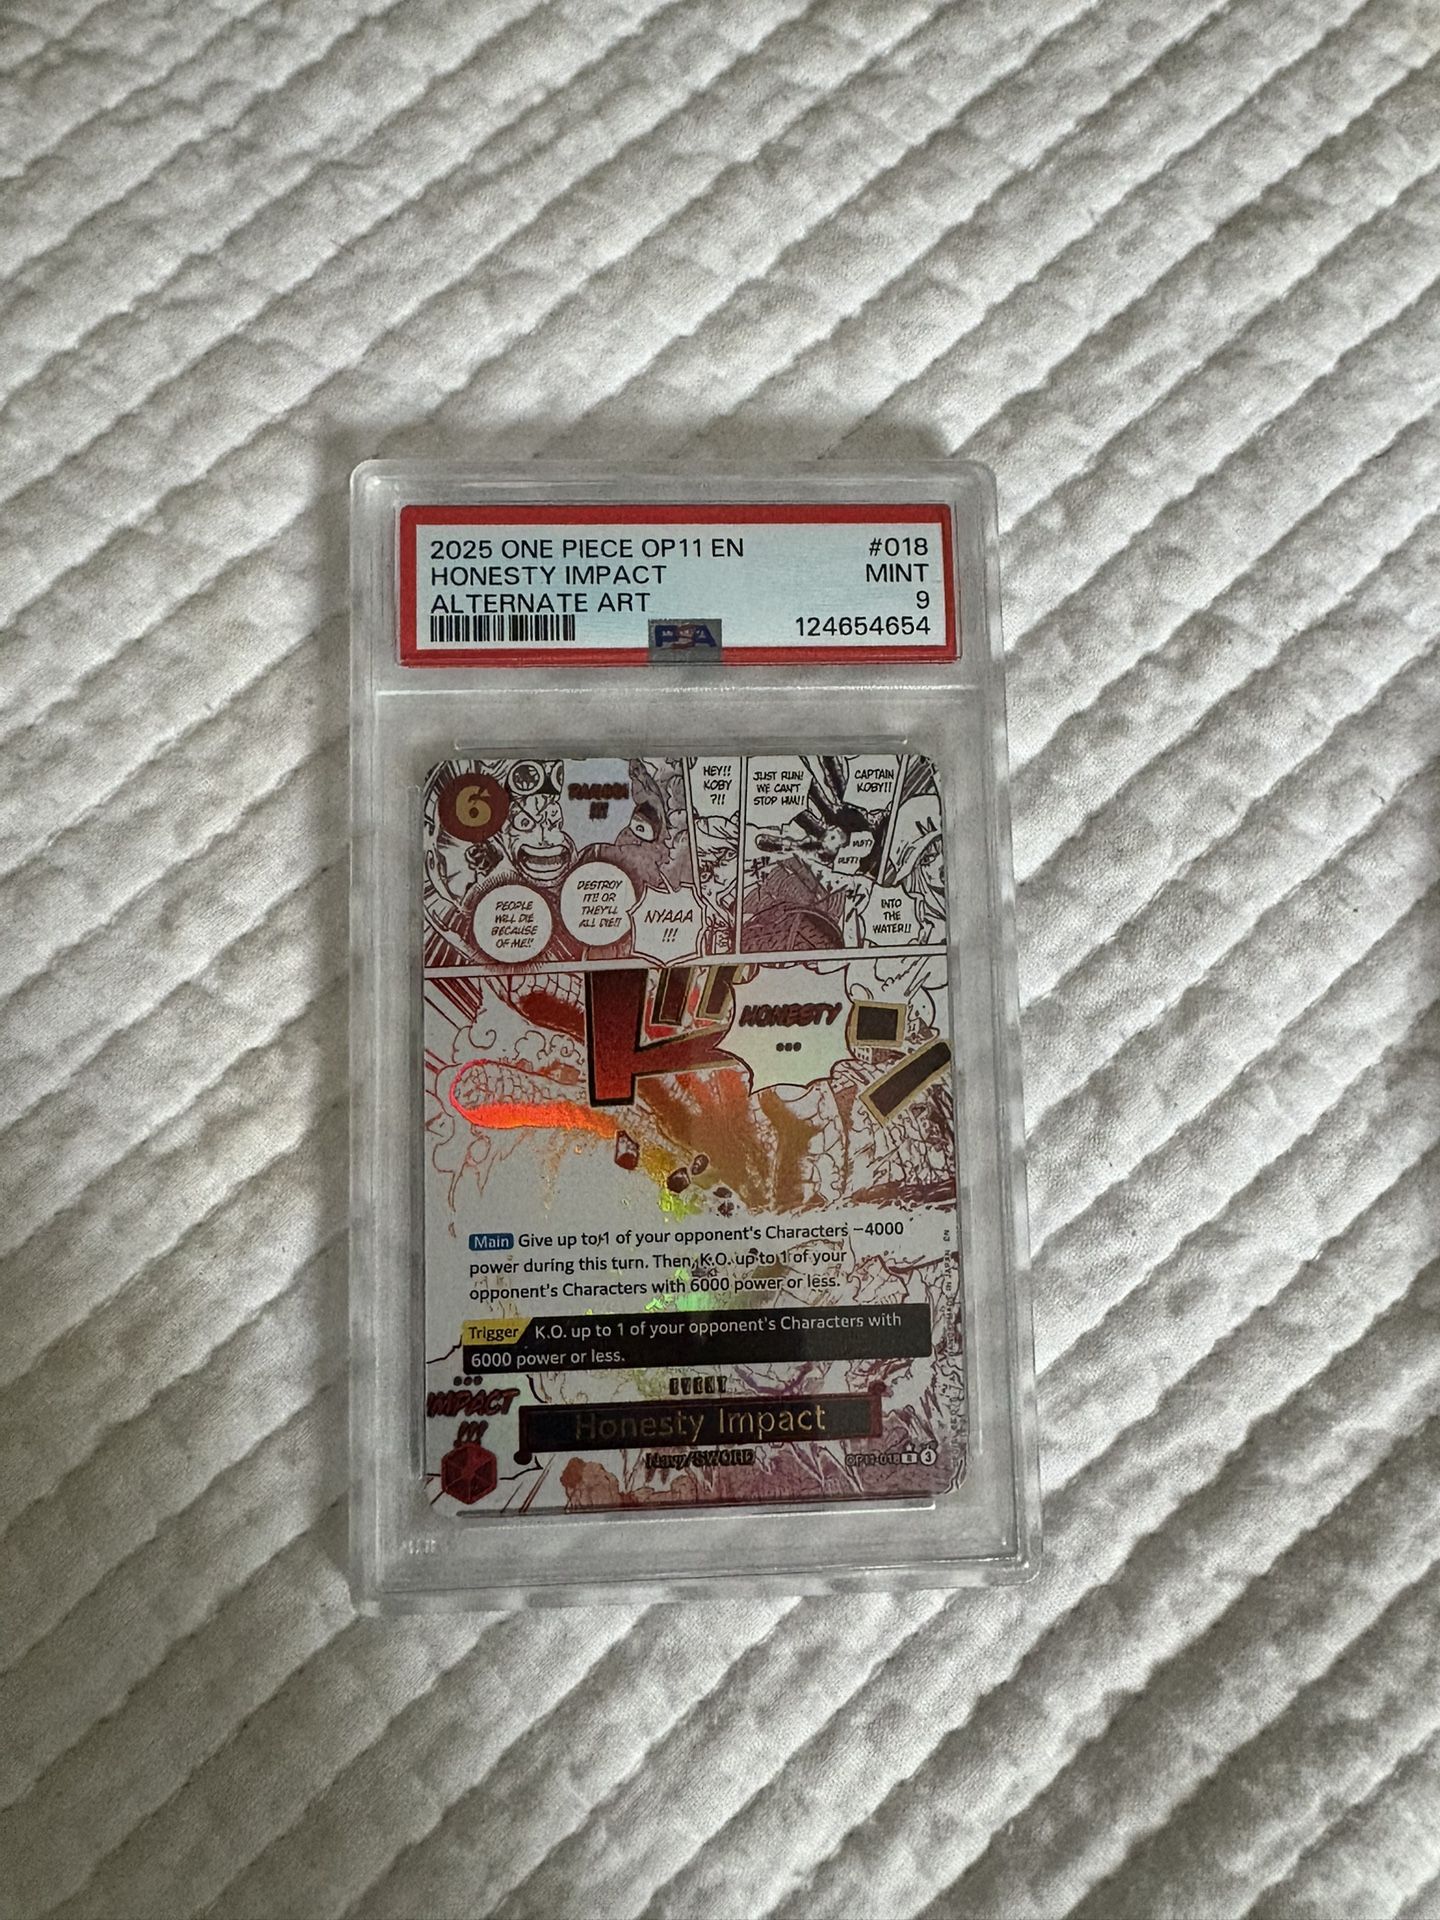 2025 ONE PIECE OP11 EN #018
HONESTY IMPACT MINT
ALTERNATE ART 9
PSA 124654654
6
HEY!!
KOBY
?!!
JUST RUN!
WE CAN'T
STOP HIM!!
CAPTAIN
KOBY!!
PEOPLE
WILL DIE
BECAUSE
OF ME!!
DESTROY
IT!! OR
THEY'LL
ALL DIE!!
NYAAA
!!!
INTO
THE
WATER!!
HONESTY
...
Main Give up to 1 of your opponent's Characters −4000
power during this turn. Then, K.O. up to 1 of your
opponent's Characters with 6000 power or less.
Trigger K.O. up to 1 of your opponent's Characters with
6000 power or less.
...
IMPACT
!!!
EVENT
Honesty Impact
Navy/SWORD
OP11-018 R 3